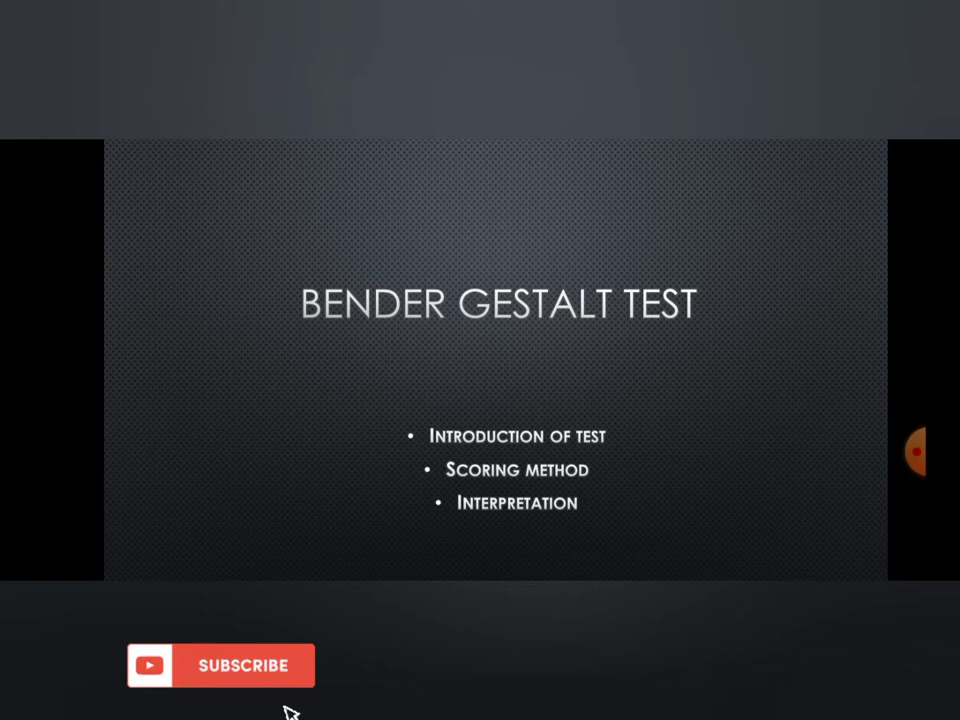 BENDER GESTALT TEST
• INTRODUCTION OF TEST
• SCORING METHOD
• INTERPRETATION
SUBSCRIBE